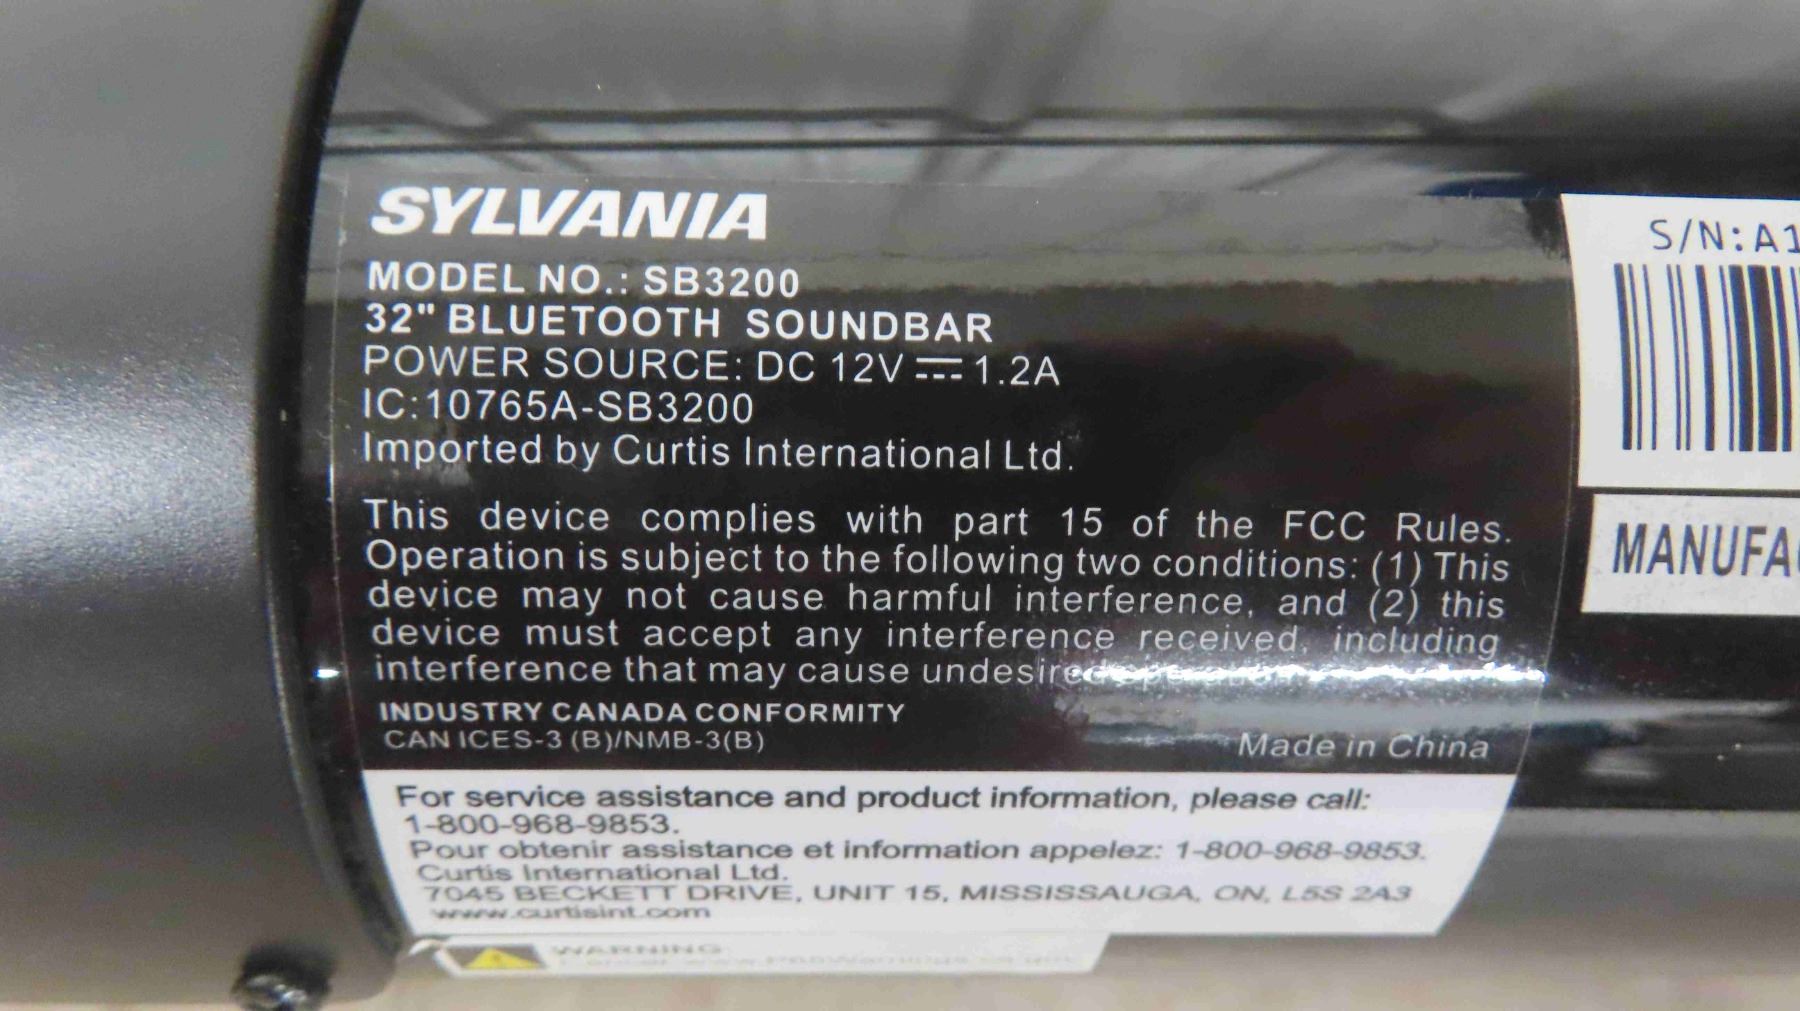 SYLVANIA
MODEL NO.: SB3200
32" BLUETOOTH SOUNDBAR
POWER SOURCE: DC 12V ⎓ 1.2A
IC:10765A-SB3200
Imported by Curtis International Ltd.
This device complies with part 15 of the FCC Rules.
Operation is subject to the following two conditions: (1) This
device may not cause harmful interference, and (2) this
device must accept any interference received, including
interference that may cause undesired
INDUSTRY CANADA CONFORMITY
CAN ICES-3 (B)/NMB-3(B)
Made in China
For service assistance and product information, please call:
1-800-968-9853.
Pour obtenir assistance et information appelez: 1-800-968-9853.
Curtis International Ltd.
7045 BECKETT DRIVE, UNIT 15, MISSISSAUGA, ON, L5S 2A3
www.curtisint.com
WARNING:
S/N:A1
MANUFA